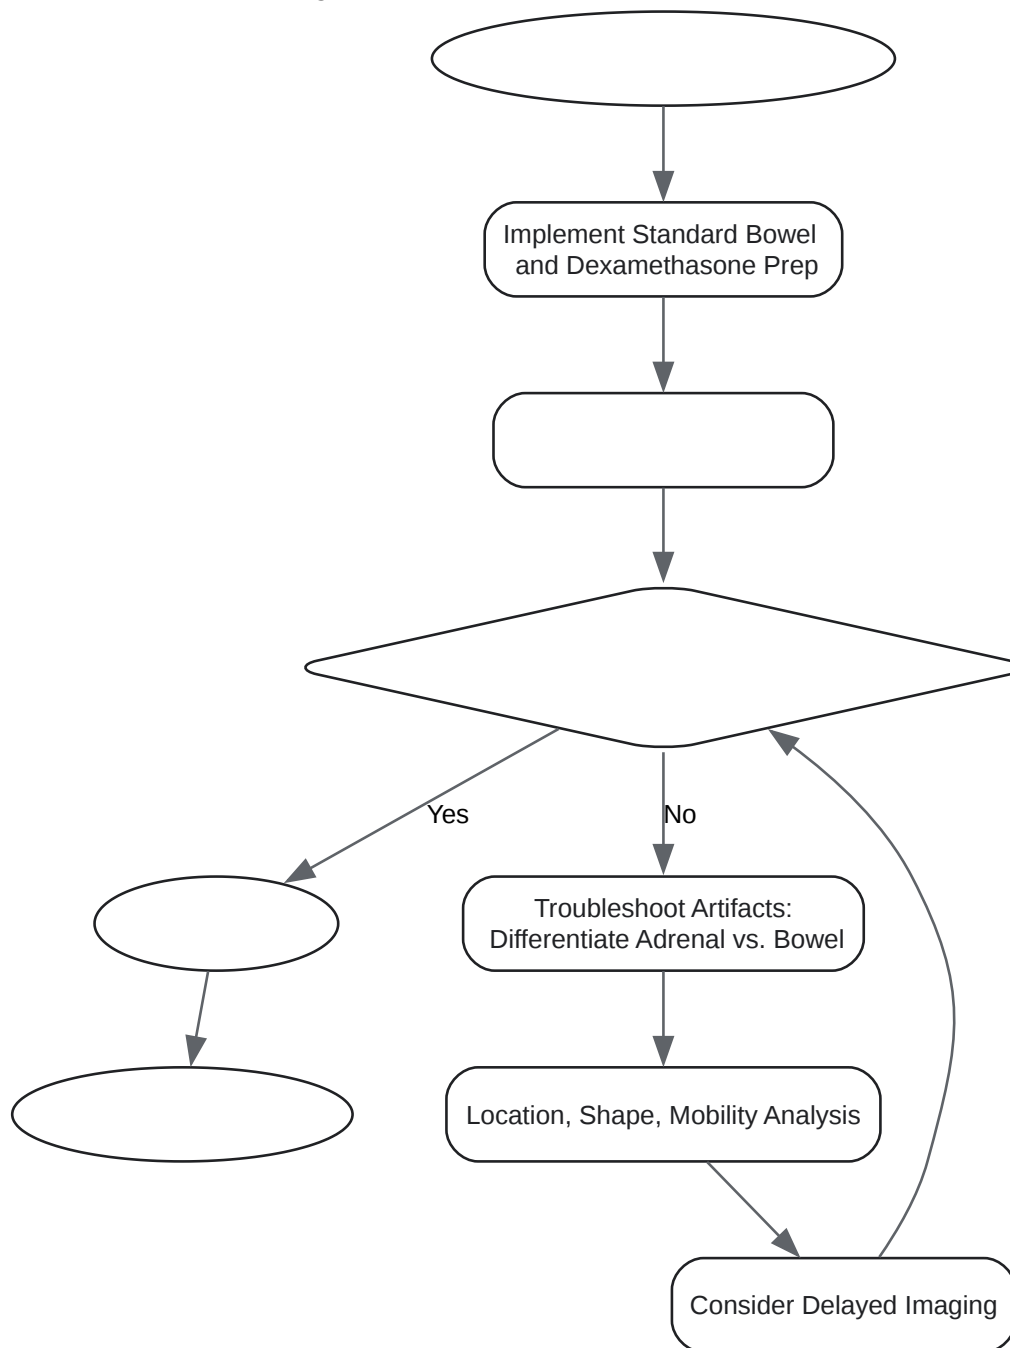 Implement Standard Bowel
and Dexamethasone Prep
Yes
No
Troubleshoot Artifacts:
Differentiate Adrenal vs. Bowel
Location, Shape, Mobility Analysis
Consider Delayed Imaging